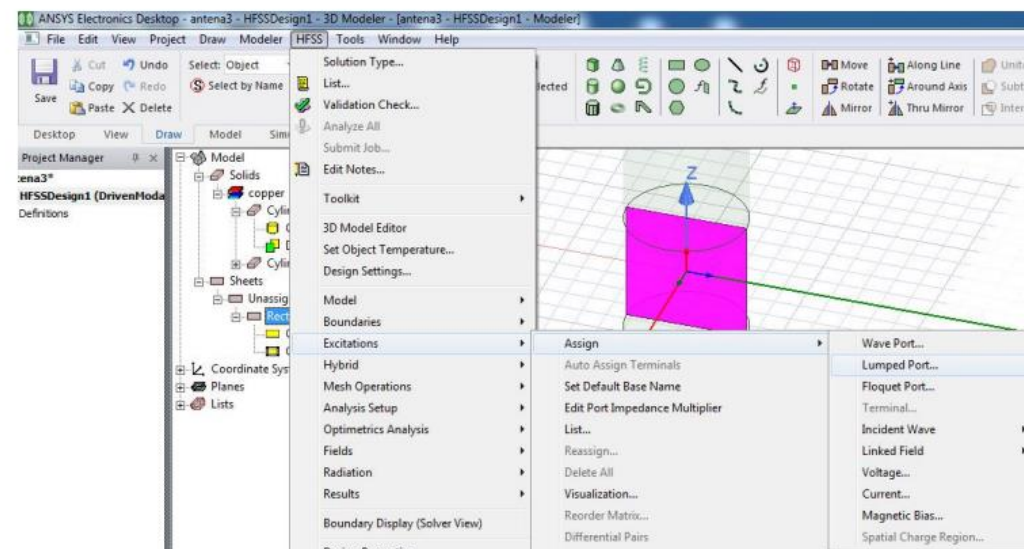 ANSYS Electronics Desktop - antena3 - HFSSDesign1 - 3D Modeler - [antena3 - HFSSDesign1 - Modeler]
File Edit View Project Draw Modeler HFSS Tools Window Help
Save
Cut Undo
Copy Redo
Paste Delete
Select: Object
Select by Name
Move Along Line
Rotate Around Axis
Mirror Thru Mirror
Desktop View Draw Model
Project Manager
HFSSDesign1
Definitions
Model
Solids
copper
Sheets
Planes
Lists
Solution Type...
List...
Validation Check...
Analyze All
Submit Job...
Edit Notes...
Toolkit
3D Model Editor
Set Object Temperature...
Design Settings...
Model
Boundaries
Excitations
Hybrid
Mesh Operations
Analysis Setup
Optimetrics Analysis
Fields
Radiation
Results
Boundary Display (Solver View)
Z
Assign
Auto Assign Terminals
Set Default Base Name
Edit Port Impedance Multiplier
List...
Reassign...
Delete All
Visualization...
Reorder Matrix...
Differential Pairs
Wave Port...
Lumped Port...
Floquet Port...
Terminal...
Incident Wave
Linked Field
Voltage...
Current...
Magnetic Bias...
Spatial Charge Region...